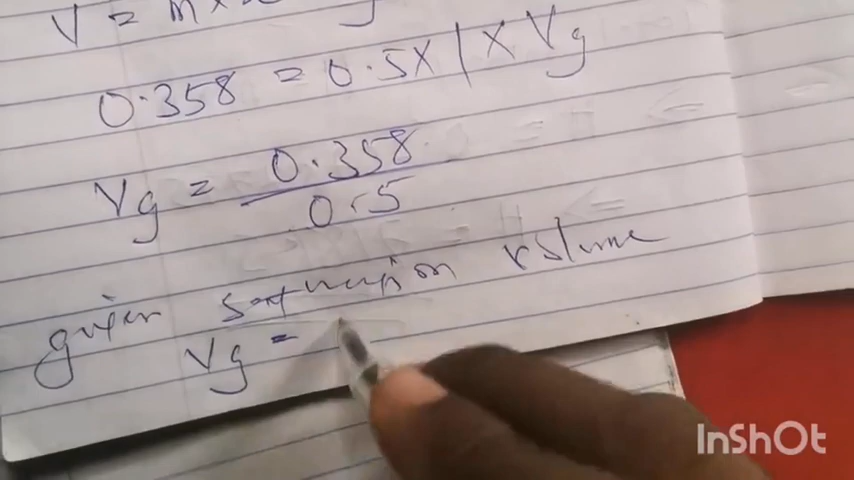 V = m x
0.358 = 0.5 x 1 x Vg
Vg = 0.358
0.5
given saturation volume
Vg =
InShOt